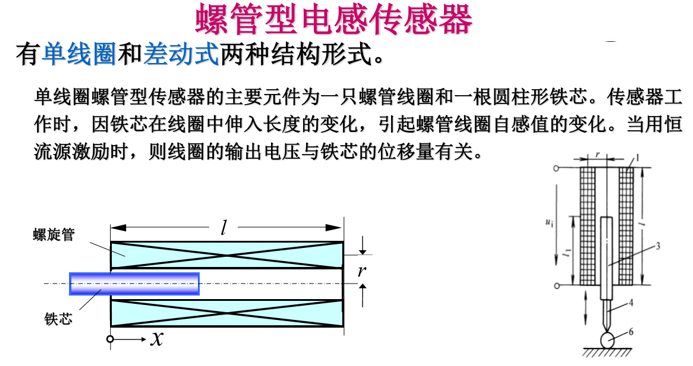 螺管型电感传感器
有单线圈和差动式两种结构形式。
单线圈螺管型传感器的主要元件为一只螺管线圈和一根圆柱形铁芯。传感器工
作时，因铁芯在线圈中伸入长度的变化，引起螺管线圈自感值的变化。当用恒
流源激励时，则线圈的输出电压与铁芯的位移量有关。
螺旋管
l
r
铁芯
x
r
1
u_i
l
l_1
3
4
6